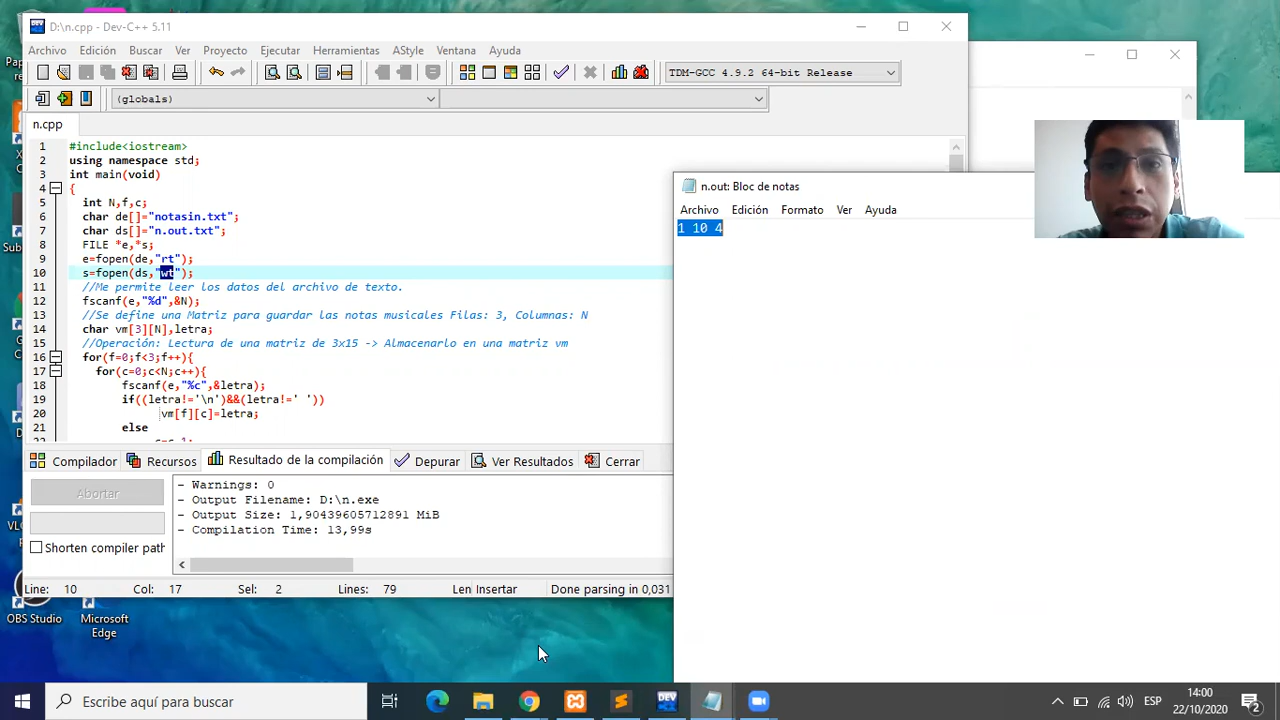 D:\n.cpp - Dev-C++ 5.11
Archivo Edición Buscar Ver Proyecto Ejecutar Herramientas AStyle Ventana Ayuda
TDM-GCC 4.9.2 64-bit Release
(globals)
n.cpp
1 #include<iostream>
2 using namespace std;
3 int main(void)
4 {
5 int N,f,c;
6 char de[]="notasin.txt";
7 char ds[]="n.out.txt";
8 FILE *e,*s;
9 e=fopen(de,"rt");
10 s=fopen(ds,"wt");
11 //Me permite leer los datos del archivo de texto.
12 fscanf(e,"%d",&N);
13 //Se define una Matriz para guardar las notas musicales Filas: 3, Columnas: N
14 char vm[3][N],letra;
15 //Operación: Lectura de una matriz de 3x15 -> Almacenarlo en una matriz vm
16 for(f=0;f<3;f++){
17 for(c=0;c<N;c++){
18 fscanf(e,"%c",&letra);
19 if((letra!='\n')&&(letra!=' '))
20 vm[f][c]=letra;
21 else
n.out: Bloc de notas
Archivo Edición Formato Ver Ayuda
1 10 4
Compilador Recursos Resultado de la compilación Depurar Ver Resultados Cerrar
Abortar
Shorten compiler path
- Warnings: 0
- Output Filename: D:\n.exe
- Output Size: 1,90439605712891 MiB
- Compilation Time: 13,99s
Line: 10 Col: 17 Sel: 2 Lines: 79 Len Insertar Done parsing in 0,031
OBS Studio
Microsoft
Edge
Escribe aquí para buscar
ESP
14:00
22/10/2020
2